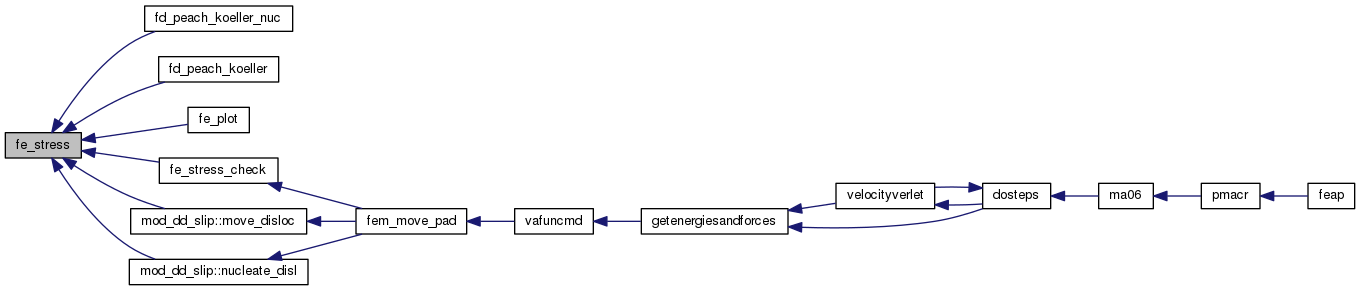 fd_peach_koeller_nuc
fd_peach_koeller
fe_plot
fe_stress
fe_stress_check
mod_dd_slip::move_disloc
mod_dd_slip::nucleate_disl
fem_move_pad
vafuncmd
getenergiesandforces
velocityverlet
dosteps
ma06
pmacr
feap